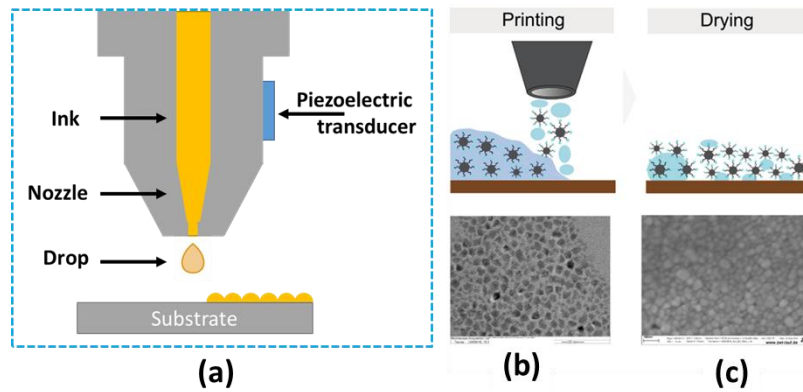 Ink
Nozzle
Drop
Piezoelectric
transducer
Substrate
(a)
Printing
Drying
(b)
(c)